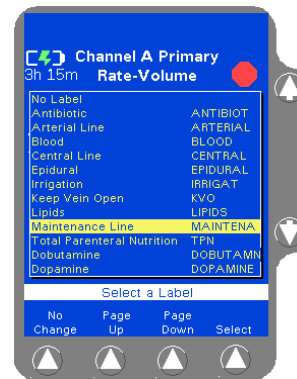 Channel A Primary
3h 15m Rate-Volume
No Label
Antibiotic ANTIBIOT
Arterial Line ARTERIAL
Blood BLOOD
Central Line CENTRAL
Epidural EPIDURAL
Irrigation IRRIGAT
Keep Vein Open KVO
Lipids LIPIDS
Maintenance Line MAINTENA
Total Parenteral Nutrition TPN
Dobutamine DOBUTAMN
Dopamine DOPAMINE
Select a Label
No Page Page
Change Up Down Select